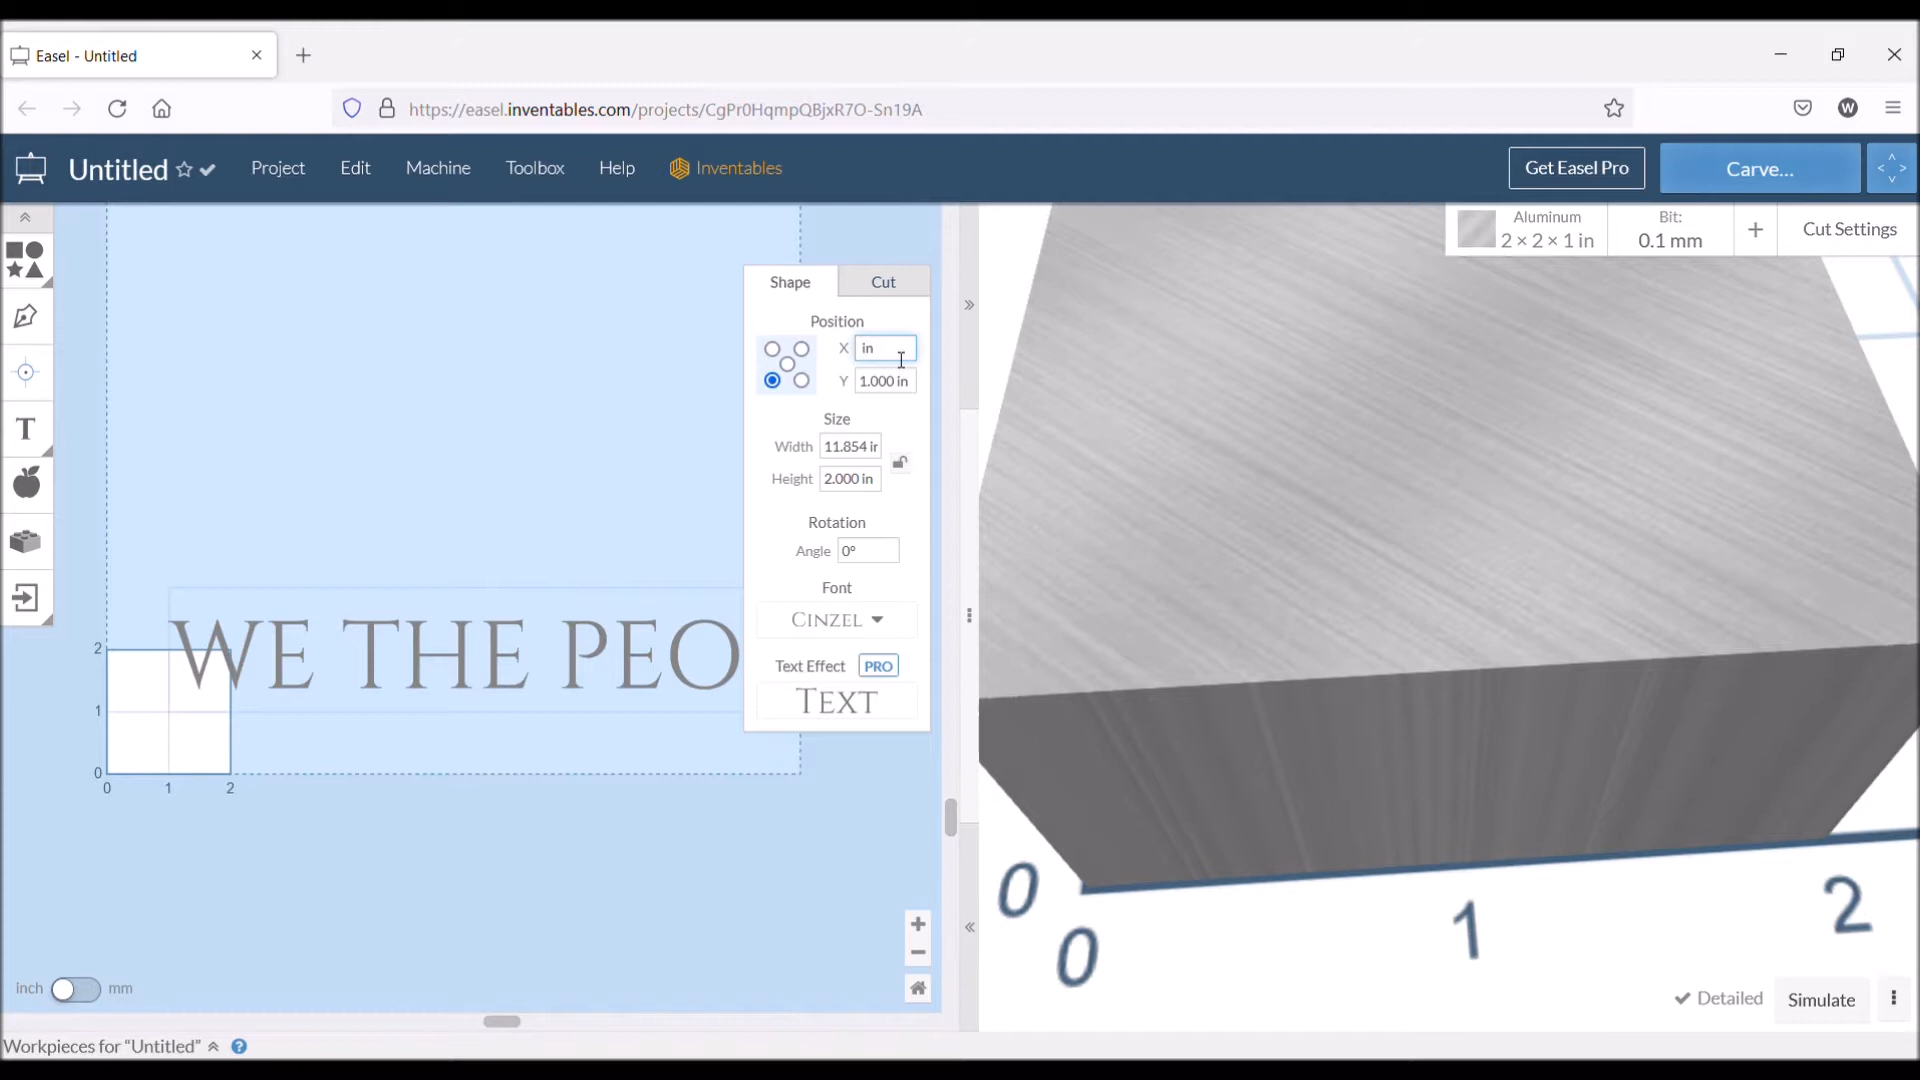 Easel - Untitled
https://easel.inventables.com/projects/CgPr0HqmpQBjxR7O-Sn19A
W
Untitled Project Edit Machine Toolbox Help Inventables Get Easel Pro Carve...
Aluminum
2 × 2 × 1 in
Bit:
0.1 mm
+
Cut Settings
Shape Cut
Position
X in
Y 1.000 in
Size
Width 11.854 in
Height 2.000 in
Rotation
Angle 0°
Font
CINZEL
Text Effect PRO
TEXT
T
WE THE PEO
2
1
0
0 1 2
0
0 1 2
inch mm
Detailed Simulate
Workpieces for “Untitled” ?